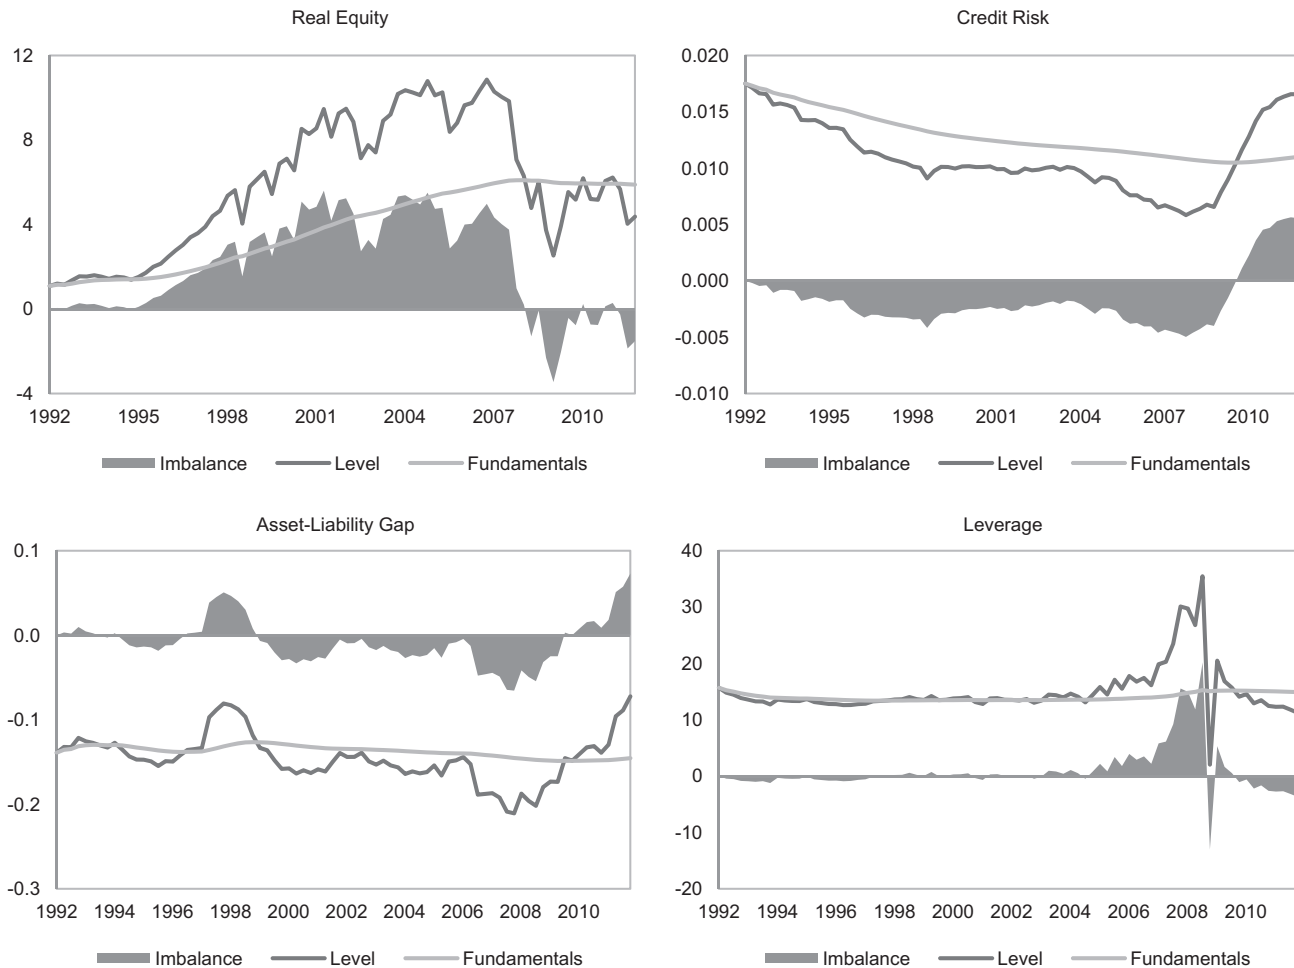 Real Equity
12
8
4
0
-4
1992 1995 1998 2001 2004 2007 2010
Imbalance Level Fundamentals
Credit Risk
0.020
0.015
0.010
0.005
0.000
-0.005
-0.010
1992 1995 1998 2001 2004 2007 2010
Imbalance Level Fundamentals
Asset-Liability Gap
0.1
0.0
-0.1
-0.2
-0.3
1992 1994 1996 1998 2000 2002 2004 2006 2008 2010
Imbalance Level Fundamentals
Leverage
40
30
20
10
0
-10
-20
1992 1994 1996 1998 2000 2002 2004 2006 2008 2010
Imbalance Level Fundamentals